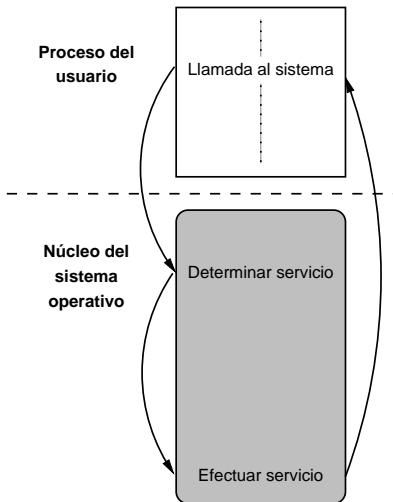 Proceso del
usuario
Llamada al sistema
Núcleo del
sistema
operativo
Determinar servicio
Efectuar servicio